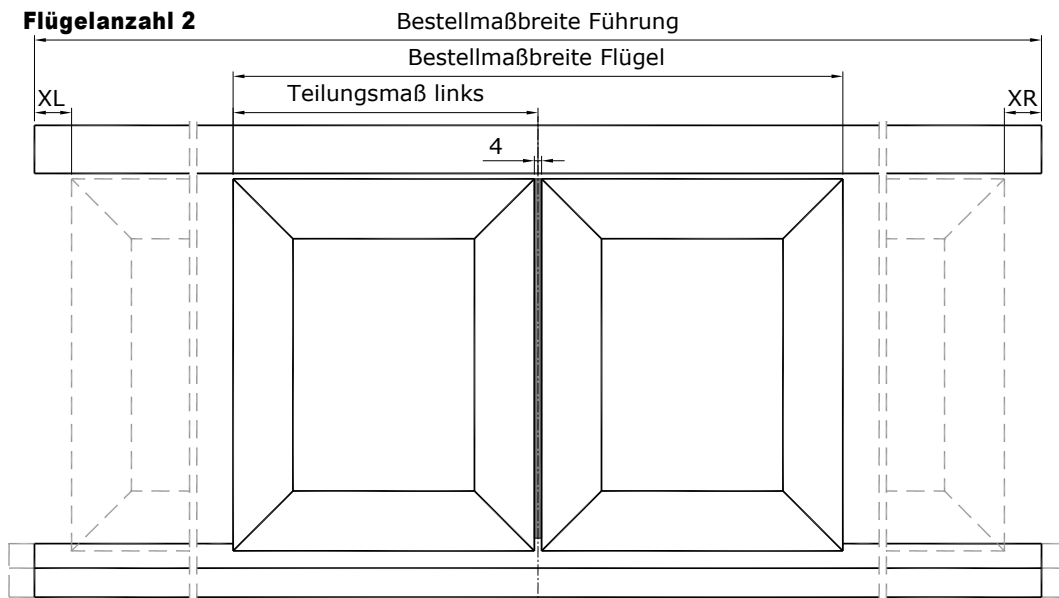 Flügelanzahl 2
Bestellmaßbreite Führung
Bestellmaßbreite Flügel
XL
Teilungsmaß links
XR
4